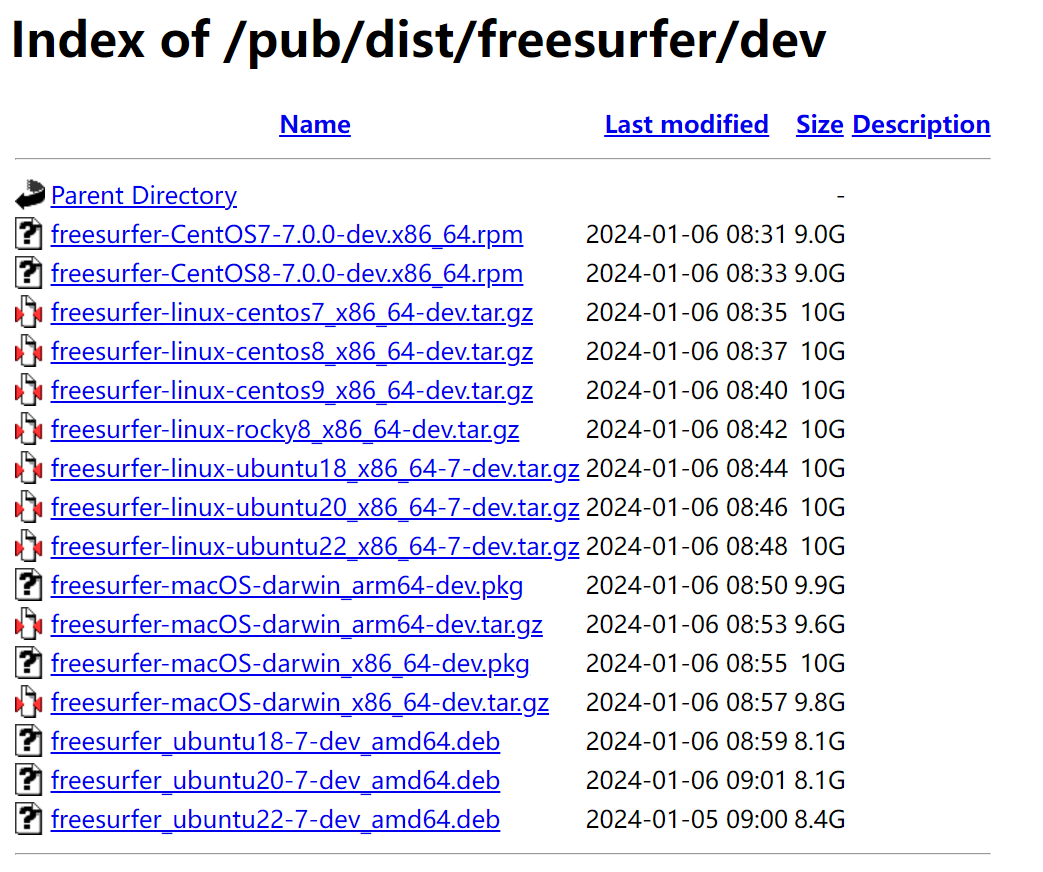 Index of /pub/dist/freesurfer/dev
Name Last modified Size Description
Parent Directory -
freesurfer-CentOS7-7.0.0-dev.x86_64.rpm 2024-01-06 08:31 9.0G
freesurfer-CentOS8-7.0.0-dev.x86_64.rpm 2024-01-06 08:33 9.0G
freesurfer-linux-centos7_x86_64-dev.tar.gz 2024-01-06 08:35 10G
freesurfer-linux-centos8_x86_64-dev.tar.gz 2024-01-06 08:37 10G
freesurfer-linux-centos9_x86_64-dev.tar.gz 2024-01-06 08:40 10G
freesurfer-linux-rocky8_x86_64-dev.tar.gz 2024-01-06 08:42 10G
freesurfer-linux-ubuntu18_x86_64-7-dev.tar.gz 2024-01-06 08:44 10G
freesurfer-linux-ubuntu20_x86_64-7-dev.tar.gz 2024-01-06 08:46 10G
freesurfer-linux-ubuntu22_x86_64-7-dev.tar.gz 2024-01-06 08:48 10G
freesurfer-macOS-darwin_arm64-dev.pkg 2024-01-06 08:50 9.9G
freesurfer-macOS-darwin_arm64-dev.tar.gz 2024-01-06 08:53 9.6G
freesurfer-macOS-darwin_x86_64-dev.pkg 2024-01-06 08:55 10G
freesurfer-macOS-darwin_x86_64-dev.tar.gz 2024-01-06 08:57 9.8G
freesurfer_ubuntu18-7-dev_amd64.deb 2024-01-06 08:59 8.1G
freesurfer_ubuntu20-7-dev_amd64.deb 2024-01-06 09:01 8.1G
freesurfer_ubuntu22-7-dev_amd64.deb 2024-01-05 09:00 8.4G